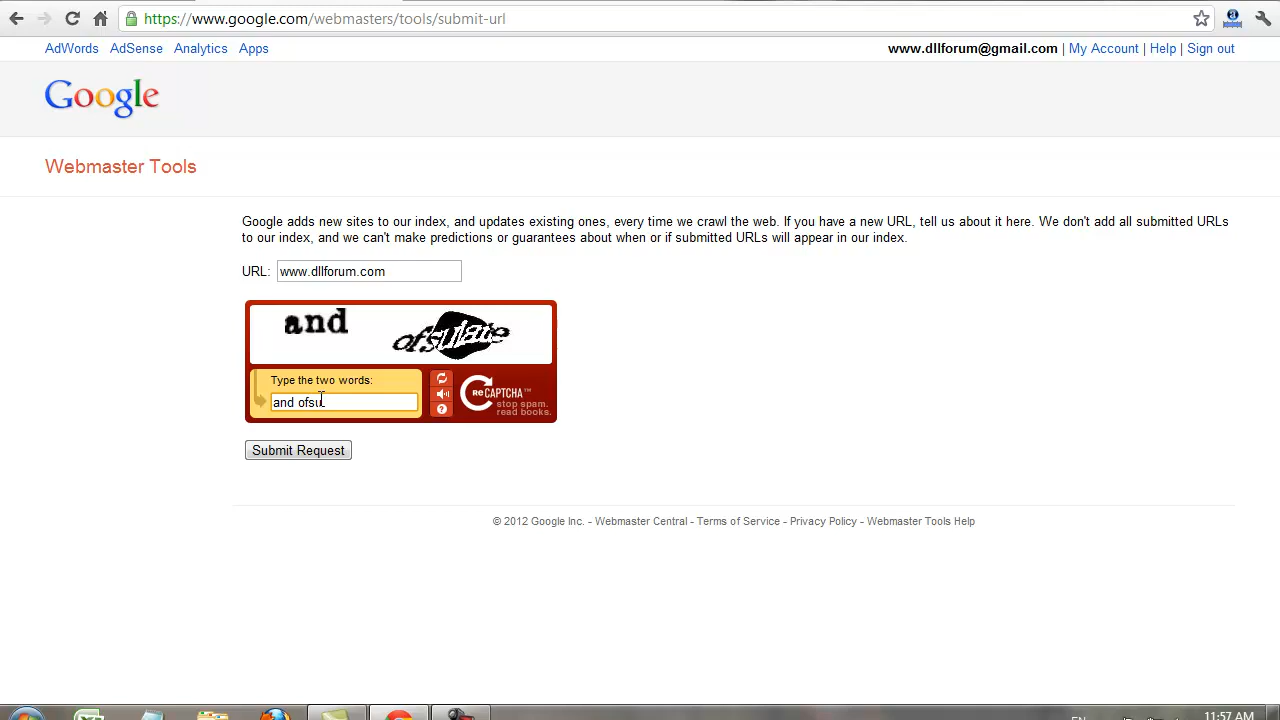 https://www.google.com/webmasters/tools/submit-url
AdWords AdSense Analytics Apps
www.dllforum@gmail.com | My Account | Help | Sign out
Google
Webmaster Tools
Google adds new sites to our index, and updates existing ones, every time we crawl the web. If you have a new URL, tell us about it here. We don't add all submitted URLs
to our index, and we can't make predictions or guarantees about when or if submitted URLs will appear in our index.
URL: www.dllforum.com
and ofsulate
Type the two words:
and ofsu
reCAPTCHA™
stop spam.
read books.
Submit Request
© 2012 Google Inc. - Webmaster Central - Terms of Service - Privacy Policy - Webmaster Tools Help
EN
11:57 AM